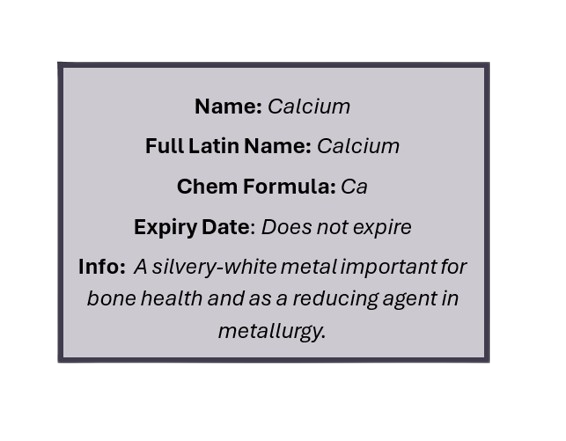 Name: Calcium
Full Latin Name: Calcium
Chem Formula: Ca
Expiry Date: Does not expire
Info: A silvery-white metal important for
bone health and as a reducing agent in
metallurgy.